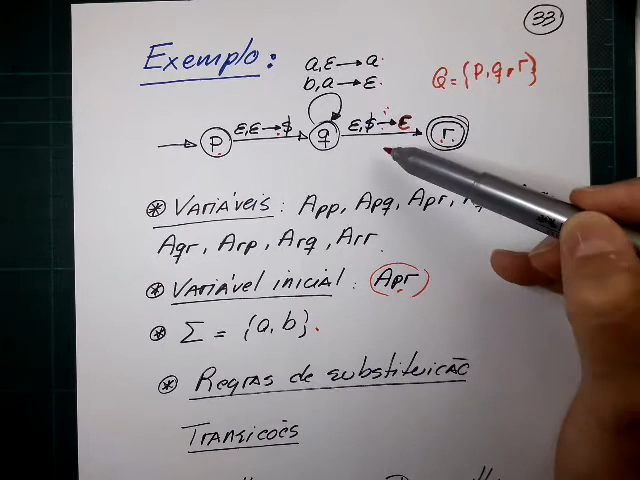 33
Exemplo:
a, ε → a
b, a → ε
Q = {p, q, r}
p
ε, ε → $
q
ε, $ → ε
r
⊛ Variáveis: App, Apq, Apr,
Aqr, Arp, Arq, Arr.
⊛ Variável inicial: Apr
⊛ Σ = {a, b}.
⊛ Regras de substituição
Transições